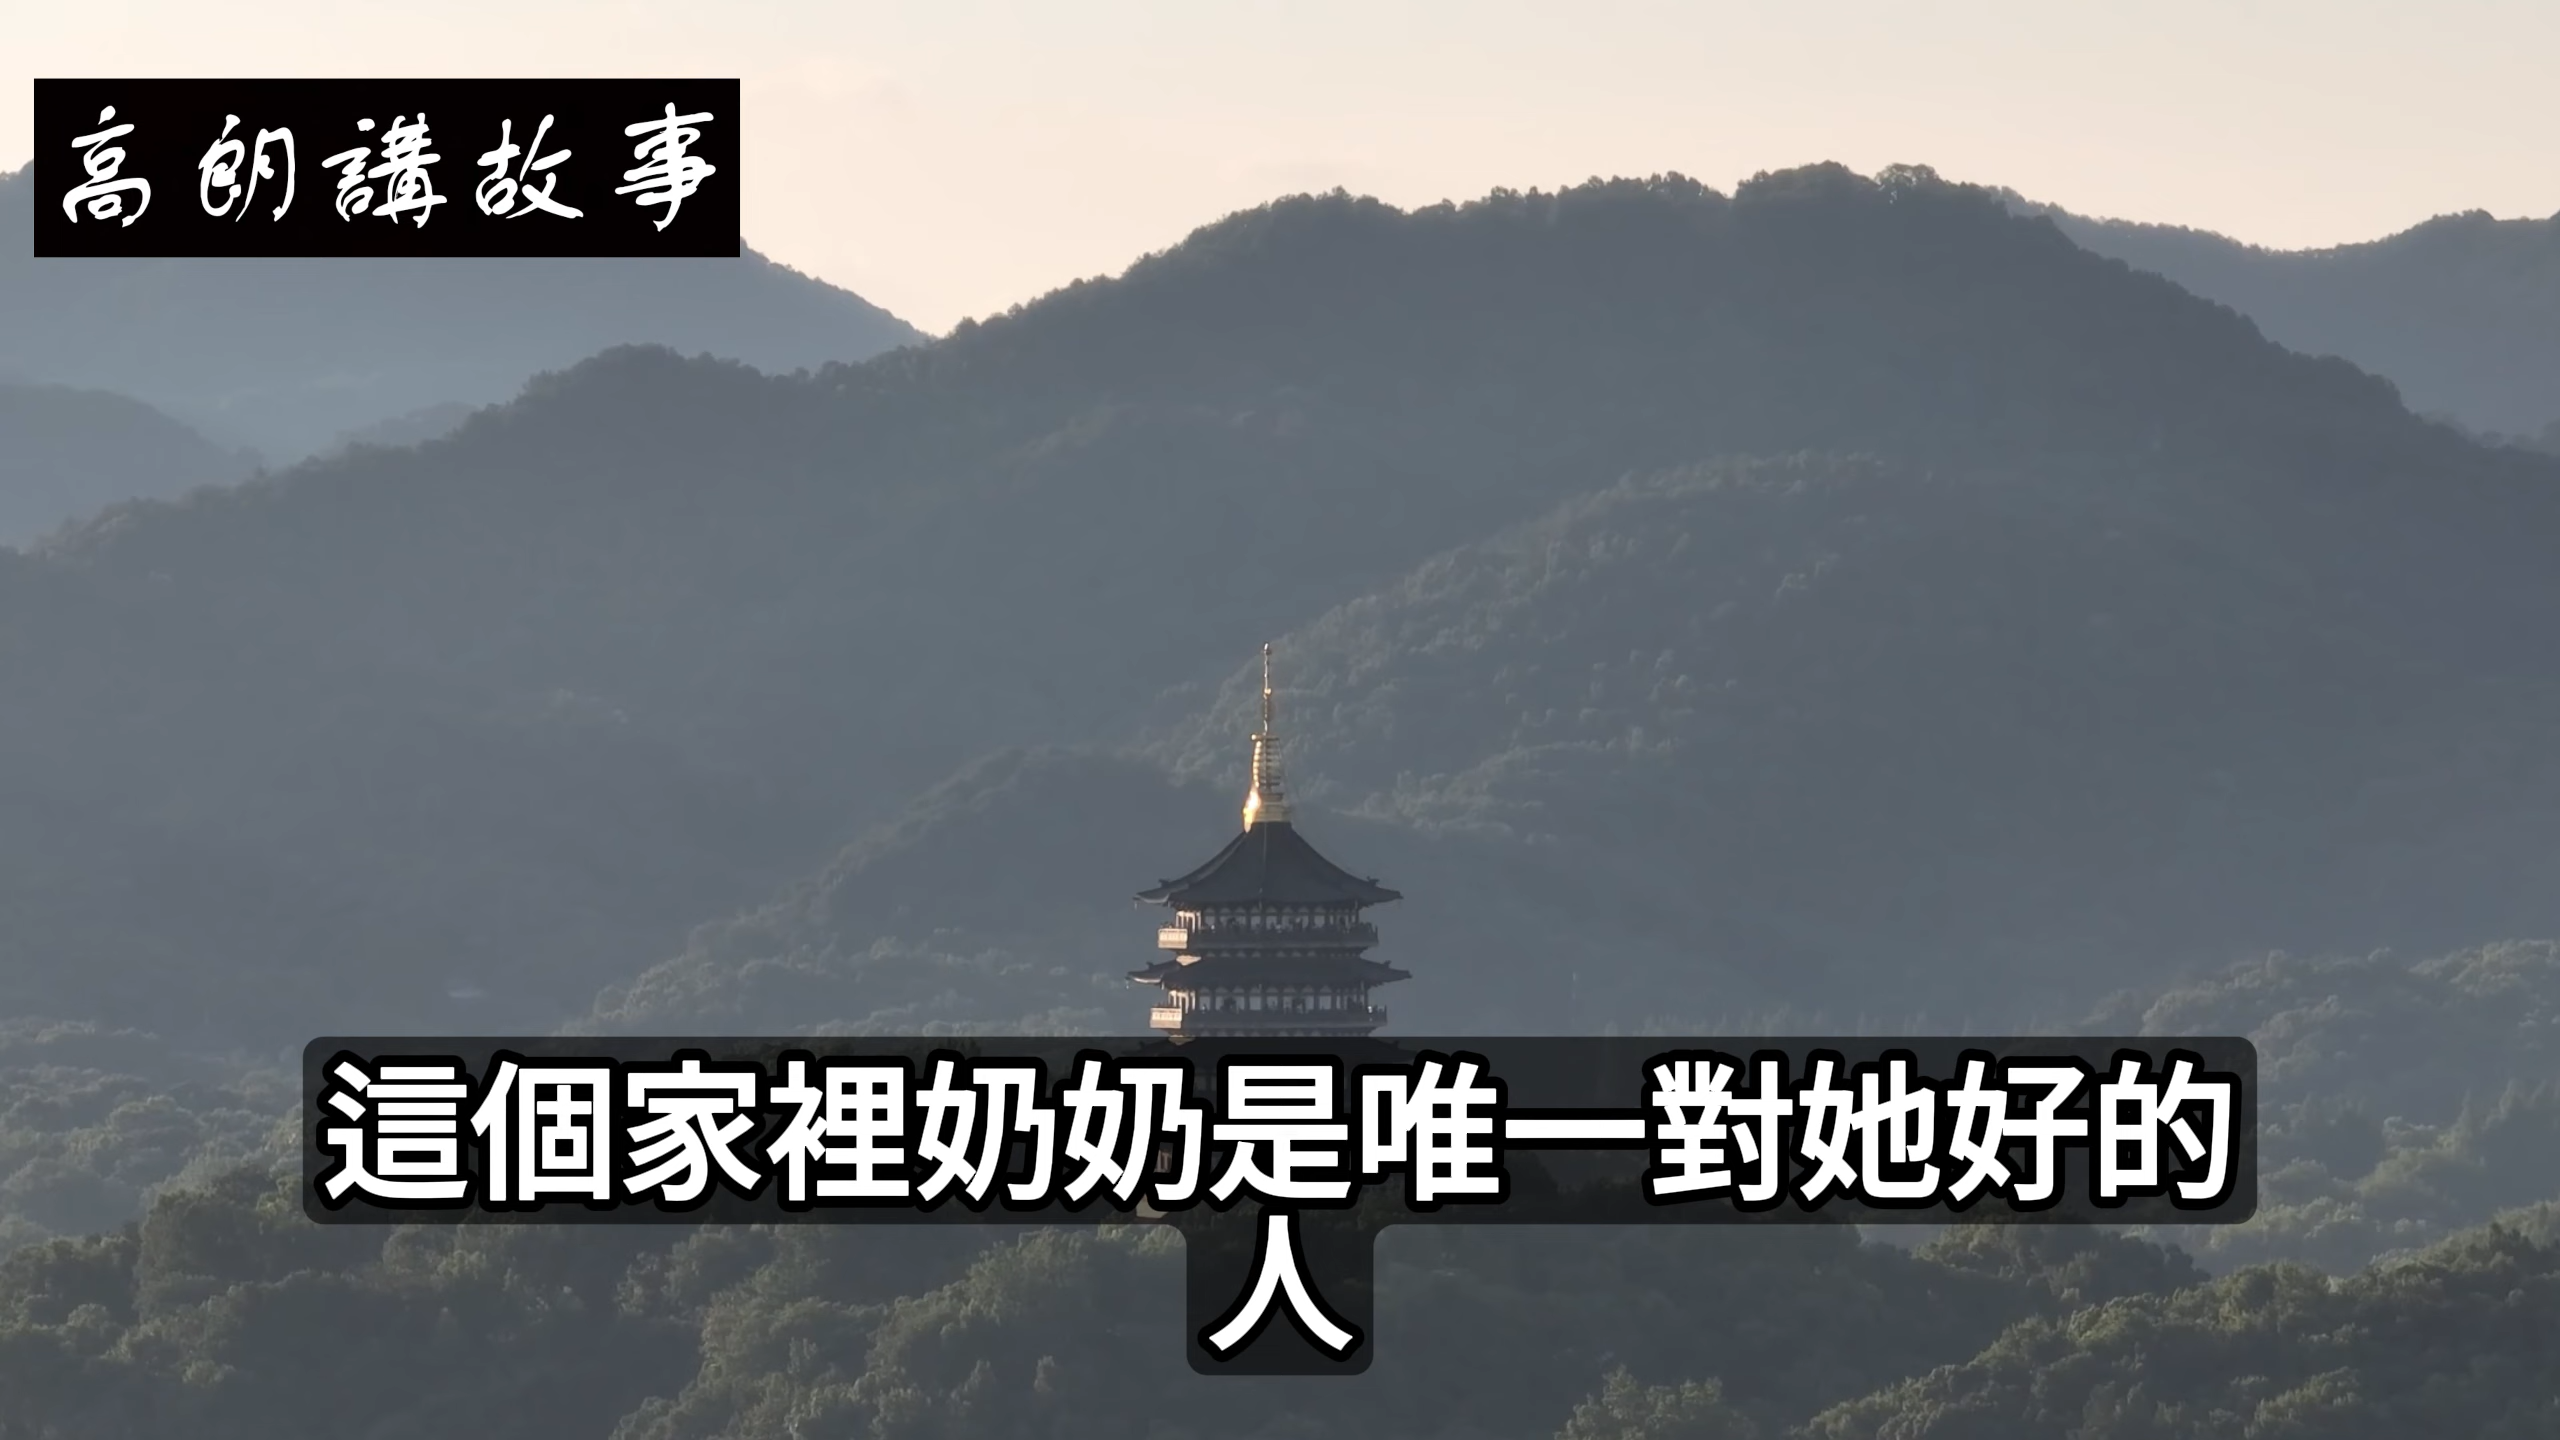 高朗講故事
這個家裡奶奶是唯一對她好的
人